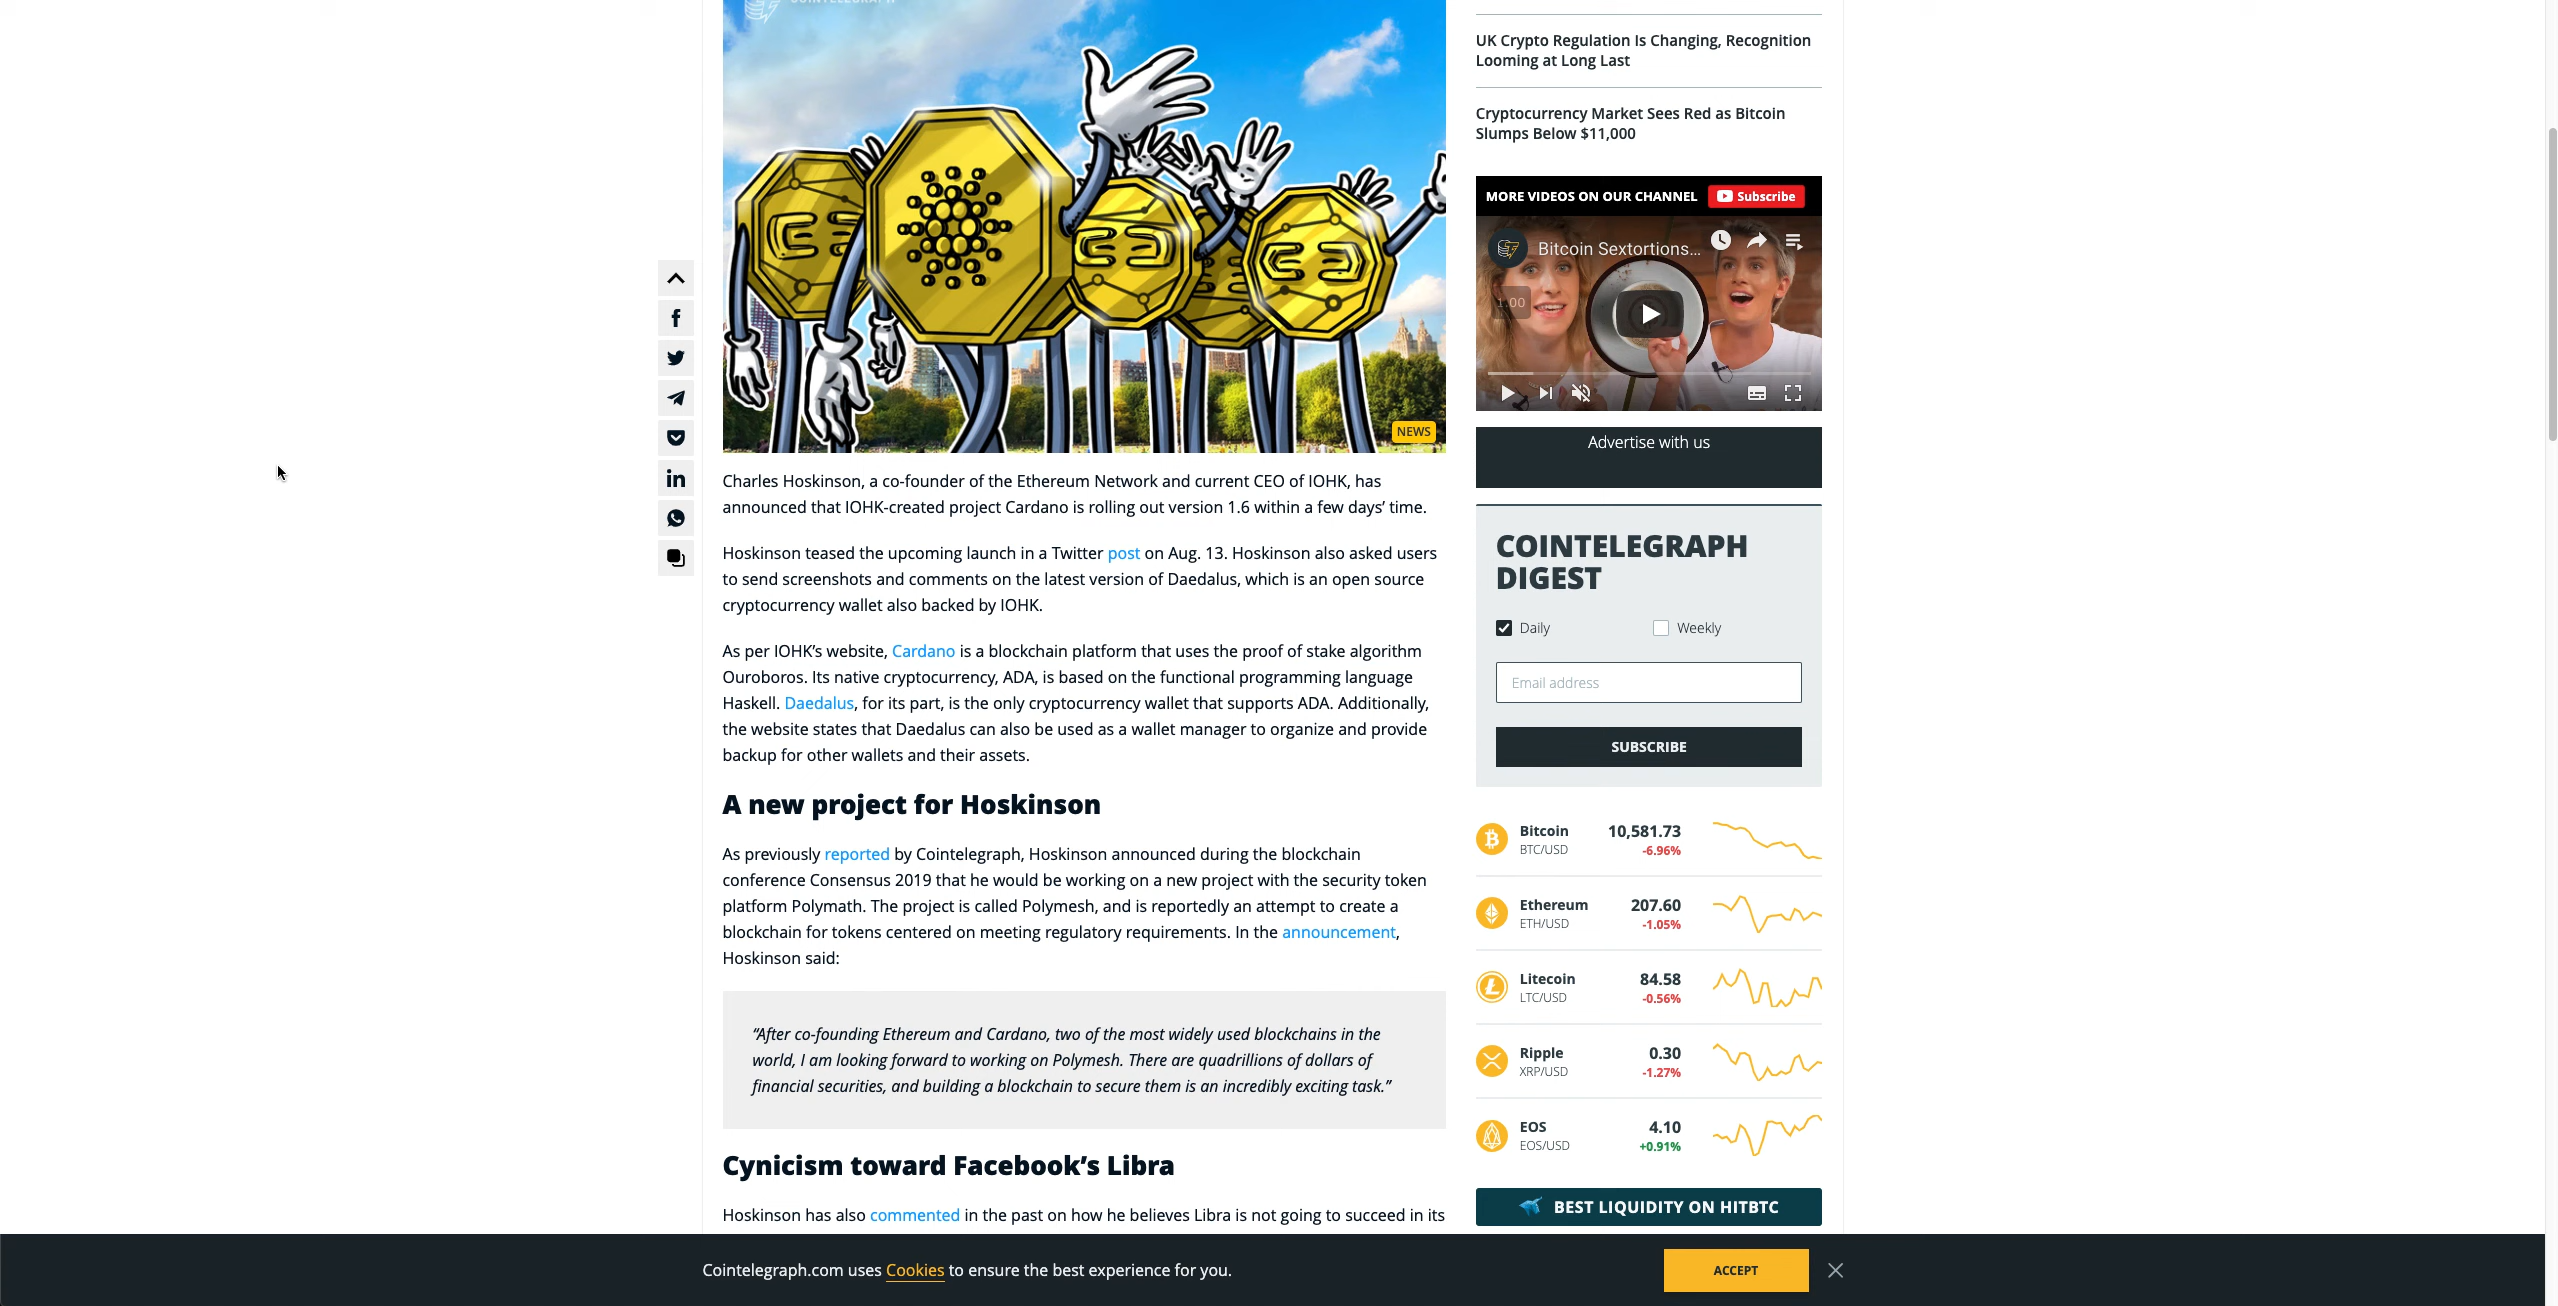 UK Crypto Regulation Is Changing, Recognition
Looming at Long Last
Cryptocurrency Market Sees Red as Bitcoin
Slumps Below $11,000
MORE VIDEOS ON OUR CHANNEL
Subscribe
Bitcoin Sextortions...
1.00
Advertise with us
NEWS
Charles Hoskinson, a co-founder of the Ethereum Network and current CEO of IOHK, has
announced that IOHK-created project Cardano is rolling out version 1.6 within a few days’ time.
Hoskinson teased the upcoming launch in a Twitter post on Aug. 13. Hoskinson also asked users
to send screenshots and comments on the latest version of Daedalus, which is an open source
cryptocurrency wallet also backed by IOHK.
As per IOHK’s website, Cardano is a blockchain platform that uses the proof of stake algorithm
Ouroboros. Its native cryptocurrency, ADA, is based on the functional programming language
Haskell. Daedalus, for its part, is the only cryptocurrency wallet that supports ADA. Additionally,
the website states that Daedalus can also be used as a wallet manager to organize and provide
backup for other wallets and their assets.
A new project for Hoskinson
As previously reported by Cointelegraph, Hoskinson announced during the blockchain
conference Consensus 2019 that he would be working on a new project with the security token
platform Polymath. The project is called Polymesh, and is reportedly an attempt to create a
blockchain for tokens centered on meeting regulatory requirements. In the announcement,
Hoskinson said:
“After co-founding Ethereum and Cardano, two of the most widely used blockchains in the
world, I am looking forward to working on Polymesh. There are quadrillions of dollars of
financial securities, and building a blockchain to secure them is an incredibly exciting task.”
Cynicism toward Facebook’s Libra
Hoskinson has also commented in the past on how he believes Libra is not going to succeed in its
COINTELEGRAPH
DIGEST
Daily
Weekly
Email address
SUBSCRIBE
Bitcoin 10,581.73
BTC/USD -6.96%
Ethereum 207.60
ETH/USD -1.05%
Litecoin 84.58
LTC/USD -0.56%
Ripple 0.30
XRP/USD -1.27%
EOS 4.10
EOS/USD +0.91%
BEST LIQUIDITY ON HITBTC
Cointelegraph.com uses Cookies to ensure the best experience for you.
ACCEPT